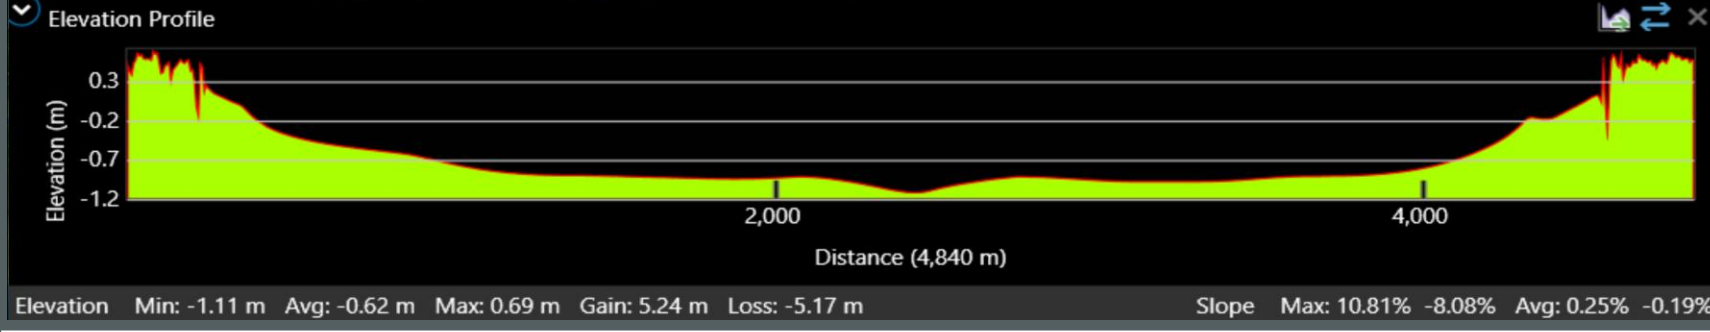 Elevation Profile
Elevation (m)
0.3
-0.2
-0.7
-1.2
2,000
4,000
Distance (4,840 m)
Elevation Min: -1.11 m Avg: -0.62 m Max: 0.69 m Gain: 5.24 m Loss: -5.17 m Slope Max: 10.81% -8.08% Avg: 0.25% -0.19%